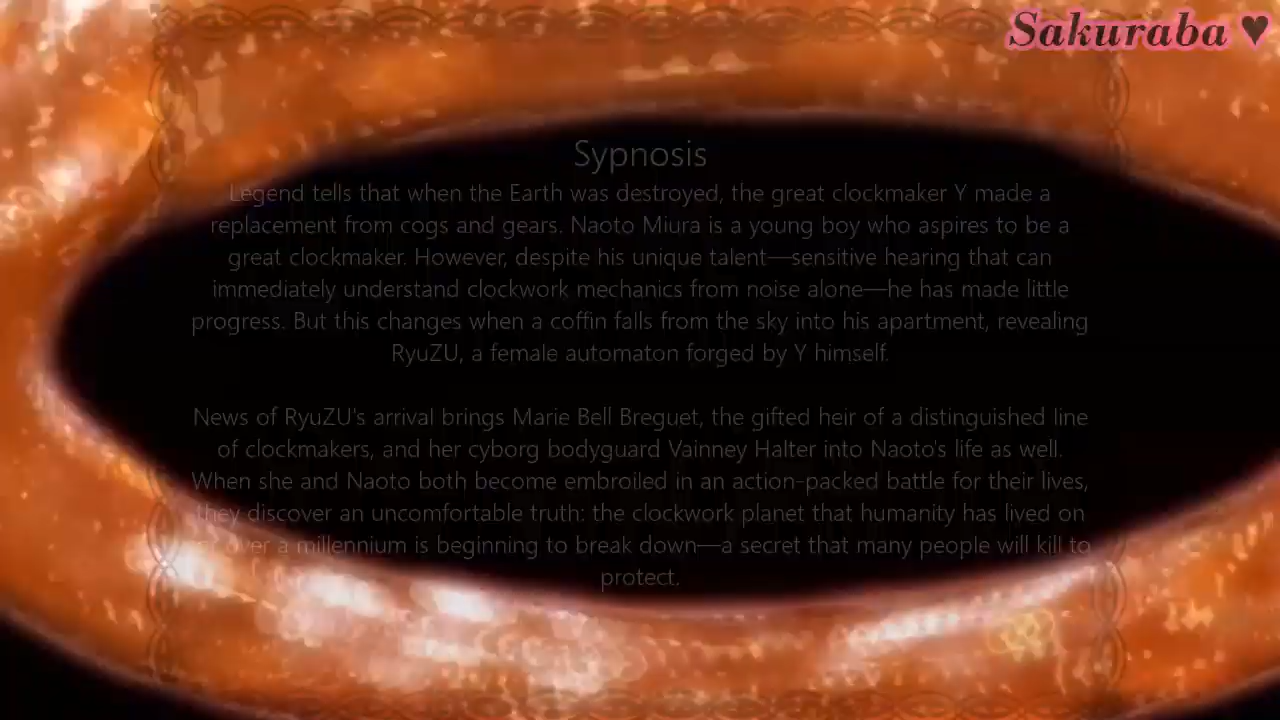 Sakuraba ♥
Sypnosis
Legend tells that when the Earth was destroyed, the great clockmaker Y made a
replacement from cogs and gears. Naoto Miura is a young boy who aspires to be a
great clockmaker. However, despite his unique talent—sensitive hearing that can
immediately understand clockwork mechanics from noise alone—he has made little
progress. But this changes when a coffin falls from the sky into his apartment, revealing
RyuZU, a female automaton forged by Y himself.
News of RyuZU's arrival brings Marie Bell Breguet, the gifted heir of a distinguished line
of clockmakers, and her cyborg bodyguard Vainney Halter into Naoto's life as well.
When she and Naoto both become embroiled in an action-packed battle for their lives,
they discover an uncomfortable truth: the clockwork planet that humanity has lived on
for over a millennium is beginning to break down—a secret that many people will kill to
protect.